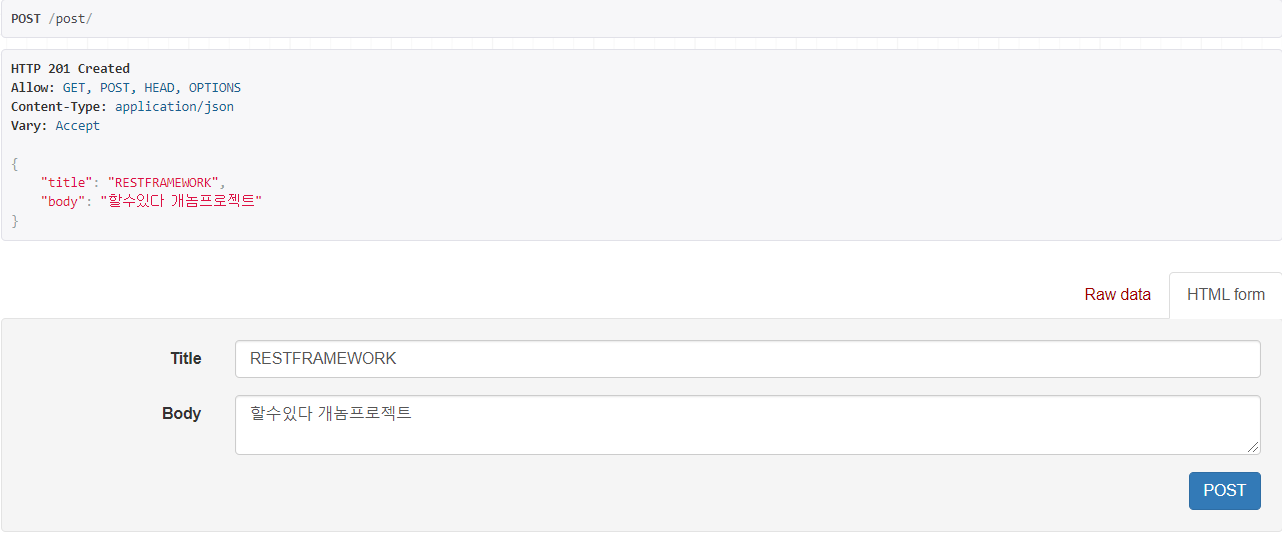 POST /post/
HTTP 201 Created
Allow: GET, POST, HEAD, OPTIONS
Content-Type: application/json
Vary: Accept
{
    "title": "RESTFRAMEWORK",
    "body": "할수있다 개놈프로젝트"
}
Raw data HTML form
Title RESTFRAMEWORK
Body 할수있다 개놈프로젝트
POST